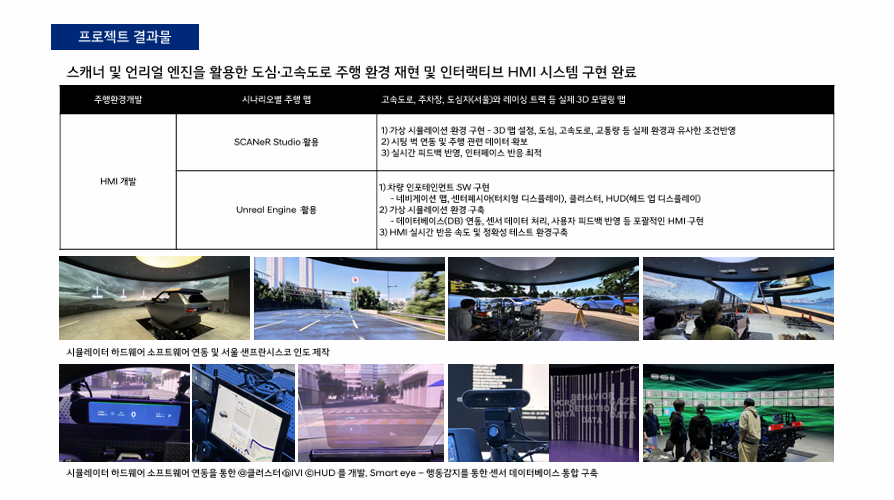 프로젝트 결과물
스캐너 및 언리얼 엔진을 활용한 도심·고속도로 주행 환경 재현 및 인터랙티브 HMI 시스템 구현 완료
주행환경개발 시나리오별 주행 맵 고속도로, 주차장, 도심지(서울)와 레이싱 트랙 등 실제 3D 모델링 맵
HMI 개발
SCANeR Studio 활용
1) 가상 시뮬레이션 환경 구현 - 3D 맵 설정, 도심, 고속도로, 교통량 등 실제 환경과 유사한 조건반영
2) 시팅 벅 연동 및 주행 관련 데이터 확보
3) 실시간 피드백 반영, 인터페이스 반응 최적
Unreal Engine 활용
1) 차량 인포테인먼트 SW 구현
- 네비게이션 맵, 센터페시아(터치형 디스플레이), 클러스터, HUD(헤드 업 디스플레이)
2) 가상 시뮬레이션 환경 구축
- 데이터베이스(DB) 연동, 센서 데이터 처리, 사용자 피드백 반영 등 포괄적인 HMI 구현
3) HMI 실시간 반응 속도 및 정확성 테스트 환경구축
시뮬레이터 하드웨어 소프트웨어 연동 및 서울·샌프란시스코 인도 제작
0
BEHAVIOR
GAZE
DETECTION
DATA
DATA
DATA
시뮬레이터 하드웨어 소프트웨어 연동을 통한 ⓐ클러스터 ⓑIVI ⓒHUD 를 개발, Smart eye – 행동감지를 통한 센서 데이터베이스 통합 구축